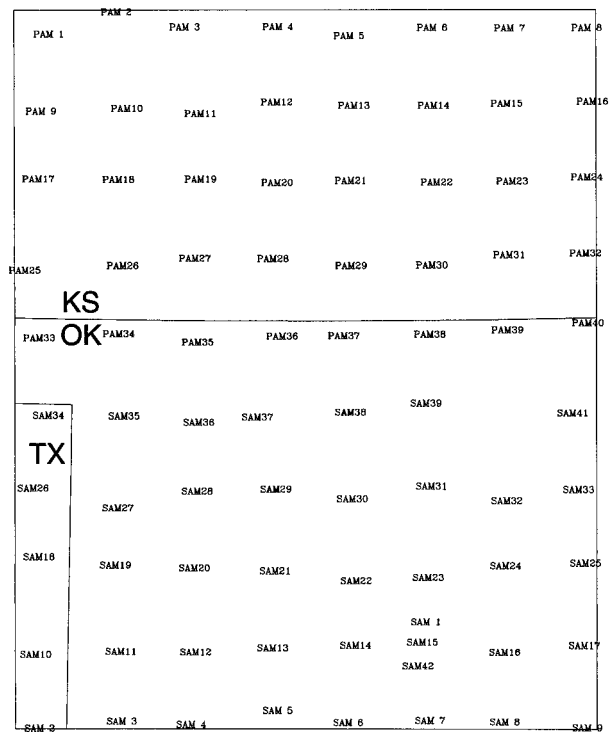 PAM 1 PAM 2 PAM 3 PAM 4 PAM 5 PAM 6 PAM 7 PAM 8
PAM 9 PAM10 PAM11 PAM12 PAM13 PAM14 PAM15 PAM16
PAM17 PAM18 PAM19 PAM20 PAM21 PAM22 PAM23 PAM24
PAM25 PAM26 PAM27 PAM28 PAM29 PAM30 PAM31 PAM32
KS
OK
PAM33 PAM34 PAM35 PAM36 PAM37 PAM38 PAM39 PAM40
SAM34 SAM35 SAM36 SAM37 SAM38 SAM39 SAM41
TX
SAM26 SAM27 SAM28 SAM29 SAM30 SAM31 SAM32 SAM33
SAM18 SAM19 SAM20 SAM21 SAM22 SAM23 SAM24 SAM25
SAM 1
SAM10 SAM11 SAM12 SAM13 SAM14 SAM15 SAM16 SAM17
SAM42
SAM 2 SAM 3 SAM 4 SAM 5 SAM 6 SAM 7 SAM 8 SAM 9